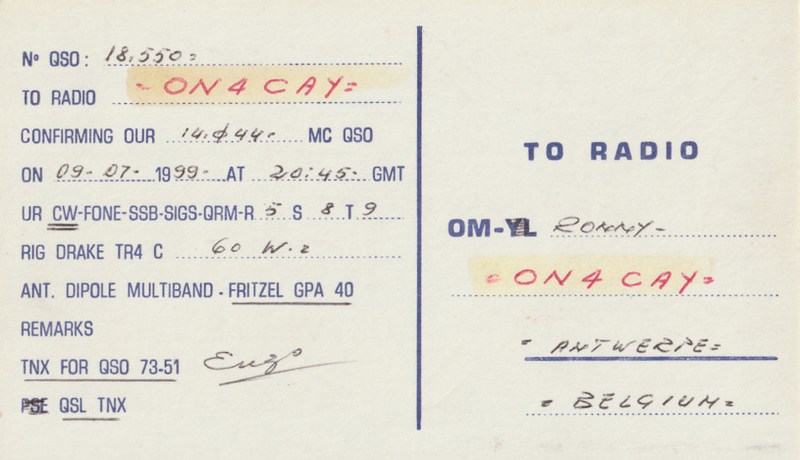 Nº QSO: 18.550=
TO RADIO -ON4CAY=
CONFIRMING OUR 14.044- MC QSO
ON 09-07-1999- AT 20:45- GMT
UR CW-FONE-SSB-SIGS-QRM-R 5 S 8 T 9
RIG DRAKE TR4 C 60 W.=
ANT. DIPOLE MULTIBAND - FRITZEL GPA 40
REMARKS
TNX FOR QSO 73-51 Enzo
PSE QSL TNX
TO RADIO
OM-YL RONNY-
=ON4CAY=
- ANTWERPE=
= BELGIUM=